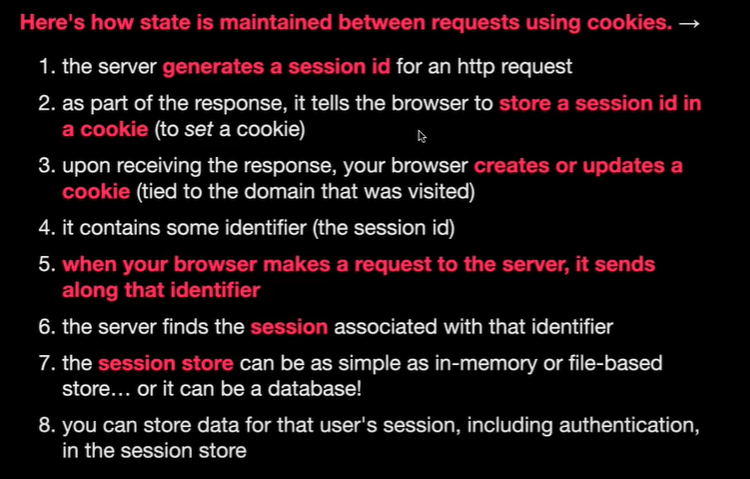 Here's how state is maintained between requests using cookies. →
1. the server generates a session id for an http request
2. as part of the response, it tells the browser to store a session id in
a cookie (to set a cookie)
3. upon receiving the response, your browser creates or updates a
cookie (tied to the domain that was visited)
4. it contains some identifier (the session id)
5. when your browser makes a request to the server, it sends
along that identifier
6. the server finds the session associated with that identifier
7. the session store can be as simple as in-memory or file-based
store… or it can be a database!
8. you can store data for that user's session, including authentication,
in the session store